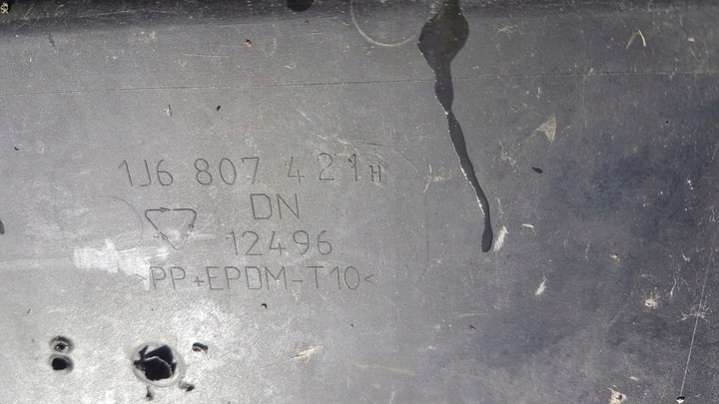 1J6 807 421 H
DN
12496
>PP+EPDM-T10<